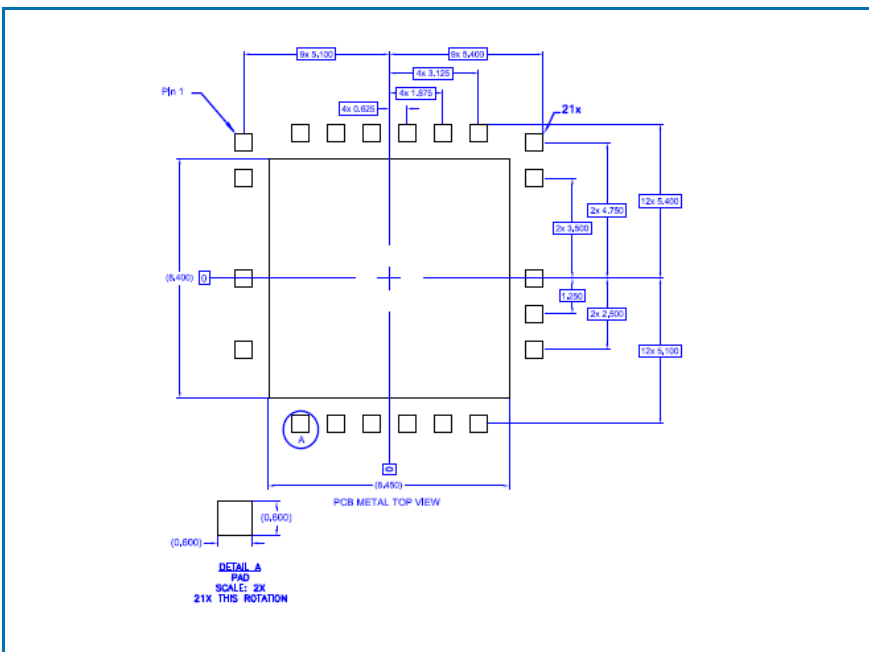 9x 5.100
9x 5.400
4x 3.125
4x 1.875
4x 0.625
Pin 1
21x
12x 5.400
2x 4.750
2x 3.500
(8.400)
0
1.250
2x 2.500
12x 5.100
A
0
(8.450)
PCB METAL TOP VIEW
(0.600)
(0.600)
DETAIL A
PAD
SCALE: 2X
21X THIS ROTATION